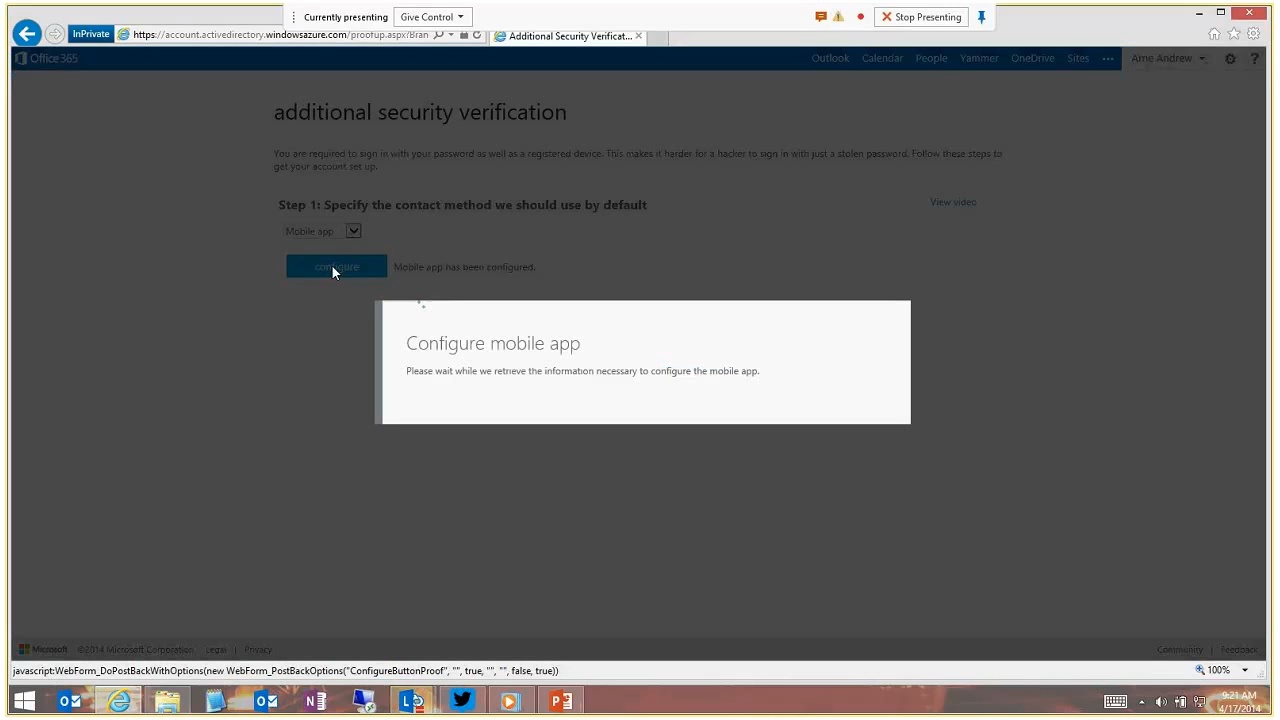 Currently presenting
Give Control
Stop Presenting
InPrivate
https://account.activedirectory.windowsazure.com/proofup.aspx?Bran
Additional Security Verificat...
Office 365
Outlook
Calendar
People
Yammer
OneDrive
Sites
Arne Andrew
additional security verification
You are required to sign in with your password as well as a registered device. This makes it harder for a hacker to sign in with just a stolen password. Follow these steps to
get your account set up.
Step 1: Specify the contact method we should use by default
View video
Mobile app
configure
Mobile app has been configured.
Configure mobile app
Please wait while we retrieve the information necessary to configure the mobile app.
Microsoft
©2014 Microsoft Corporation
Legal
Privacy
Community
Feedback
javascript:WebForm_DoPostBackWithOptions(new WebForm_PostBackOptions("ConfigureButtonProof", "", true, "", "", false, true))
100%
9:21 AM
4/17/2014